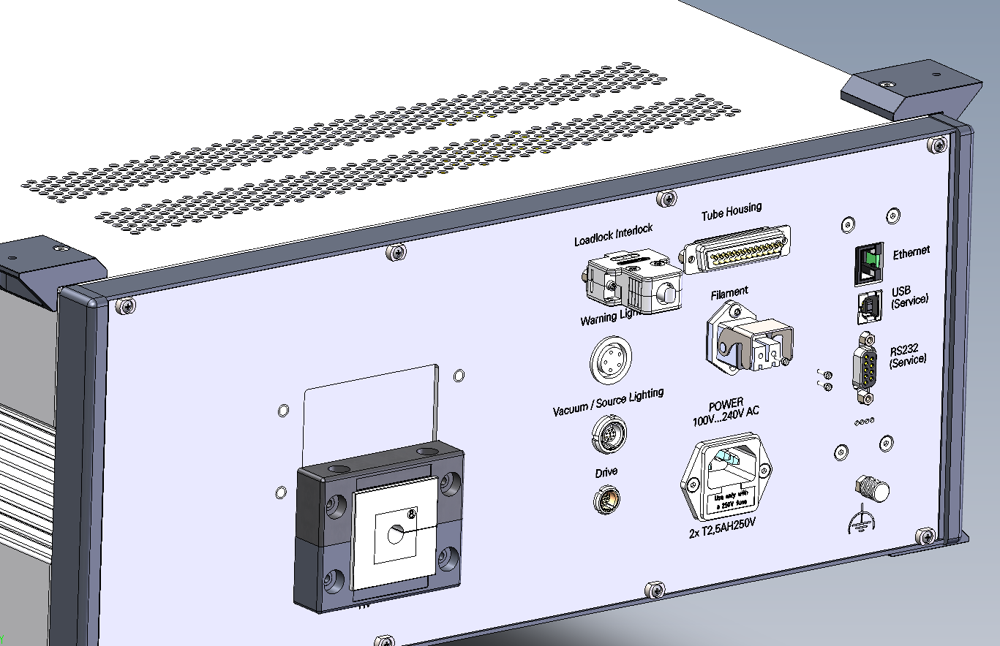 Tube Housing
Loadlock Interlock
Ethernet
USB
(Service)
Filament
Warning Light
RS232
(Service)
Vacuum / Source Lighting
POWER
100V...240V AC
Drive
Use only with
a 250V fuse
2x T2,5AH250V
8